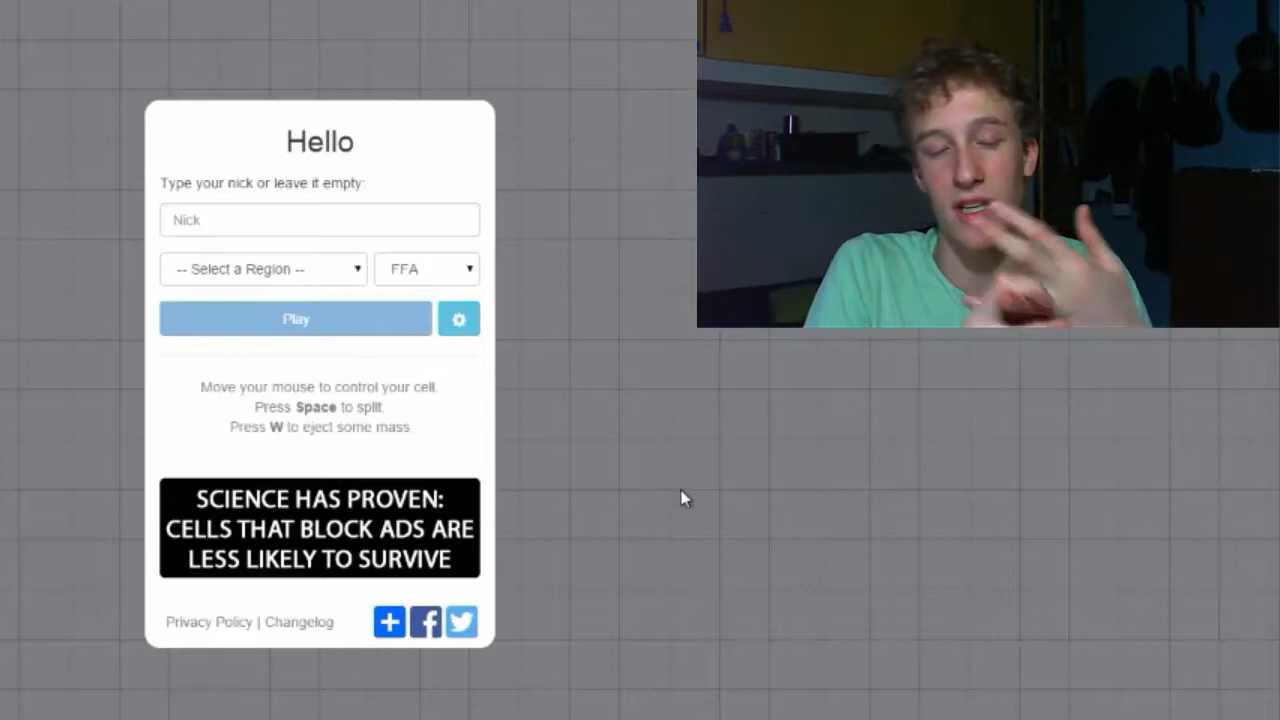 Hello
Type your nick or leave it empty:
Nick
-- Select a Region -- FFA
Play
Move your mouse to control your cell.
Press Space to split.
Press W to eject some mass
SCIENCE HAS PROVEN:
CELLS THAT BLOCK ADS ARE
LESS LIKELY TO SURVIVE
Privacy Policy | Changelog